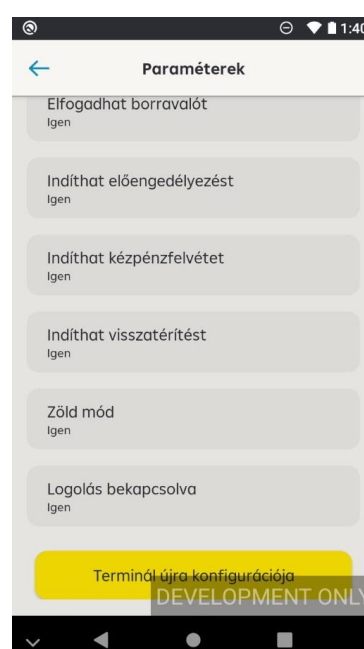 1:40
Paraméterek
Elfogadhat borravalót
Igen
Indíthat előengedélyezést
Igen
Indíthat kézpénzfelvétet
Igen
Indíthat visszatérítést
Igen
Zöld mód
Igen
Logolás bekapcsolva
Igen
Terminál újra konfigurációja
DEVELOPMENT ONLY